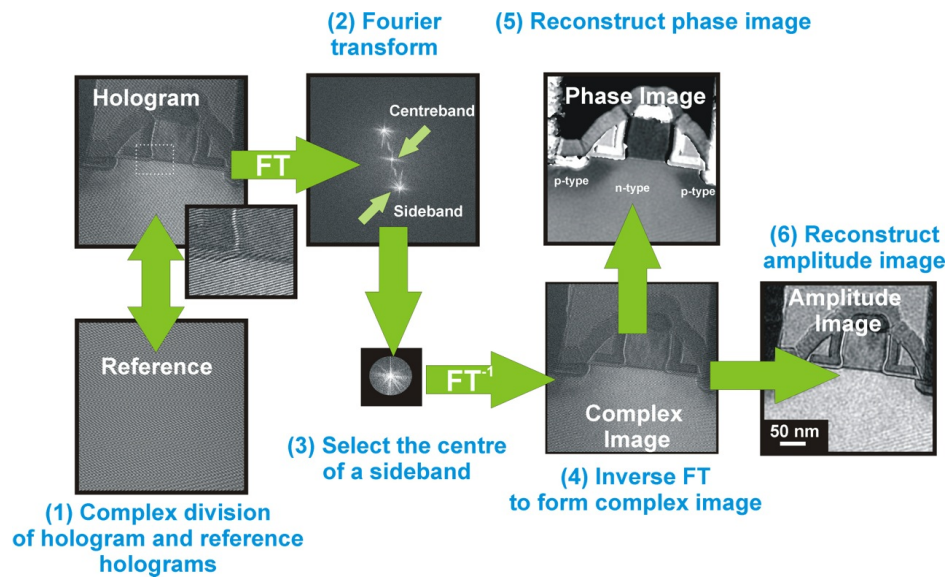 (2) Fourier
transform
(5) Reconstruct phase image
Hologram
FT
Centreband
Sideband
Phase Image
p-type
n-type
p-type
(6) Reconstruct
amplitude image
Reference
FT⁻¹
Complex
Image
Amplitude
Image
50 nm
(3) Select the centre
of a sideband
(4) Inverse FT
to form complex image
(1) Complex division
of hologram and reference
holograms